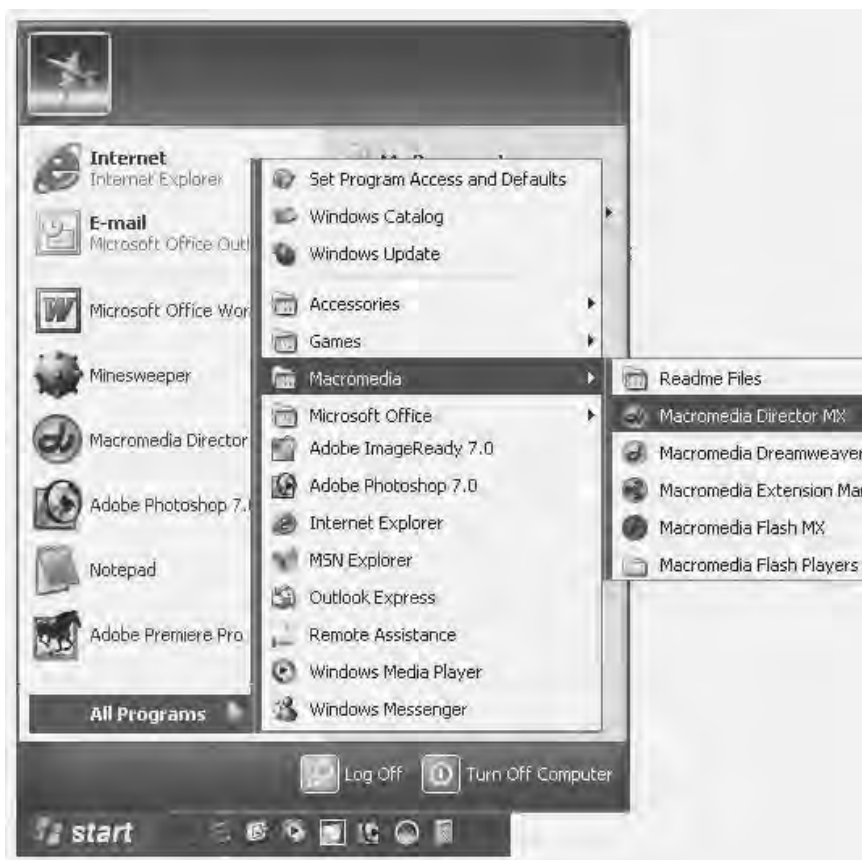 Internet
Internet Explorer
E-mail
Microsoft Office Outl
Microsoft Office Wor
Minesweeper
Macromedia Director
Adobe Photoshop 7.
Notepad
Adobe Premiere Pro
All Programs
Set Program Access and Defaults
Windows Catalog
Windows Update
Accessories
Games
Macromedia
Microsoft Office
Adobe ImageReady 7.0
Adobe Photoshop 7.0
Internet Explorer
MSN Explorer
Outlook Express
Remote Assistance
Windows Media Player
Windows Messenger
Readme Files
Macromedia Director MX
Macromedia Dreamweaver
Macromedia Extension Ma
Macromedia Flash MX
Macromedia Flash Players
Log Off
Turn Off Computer
start